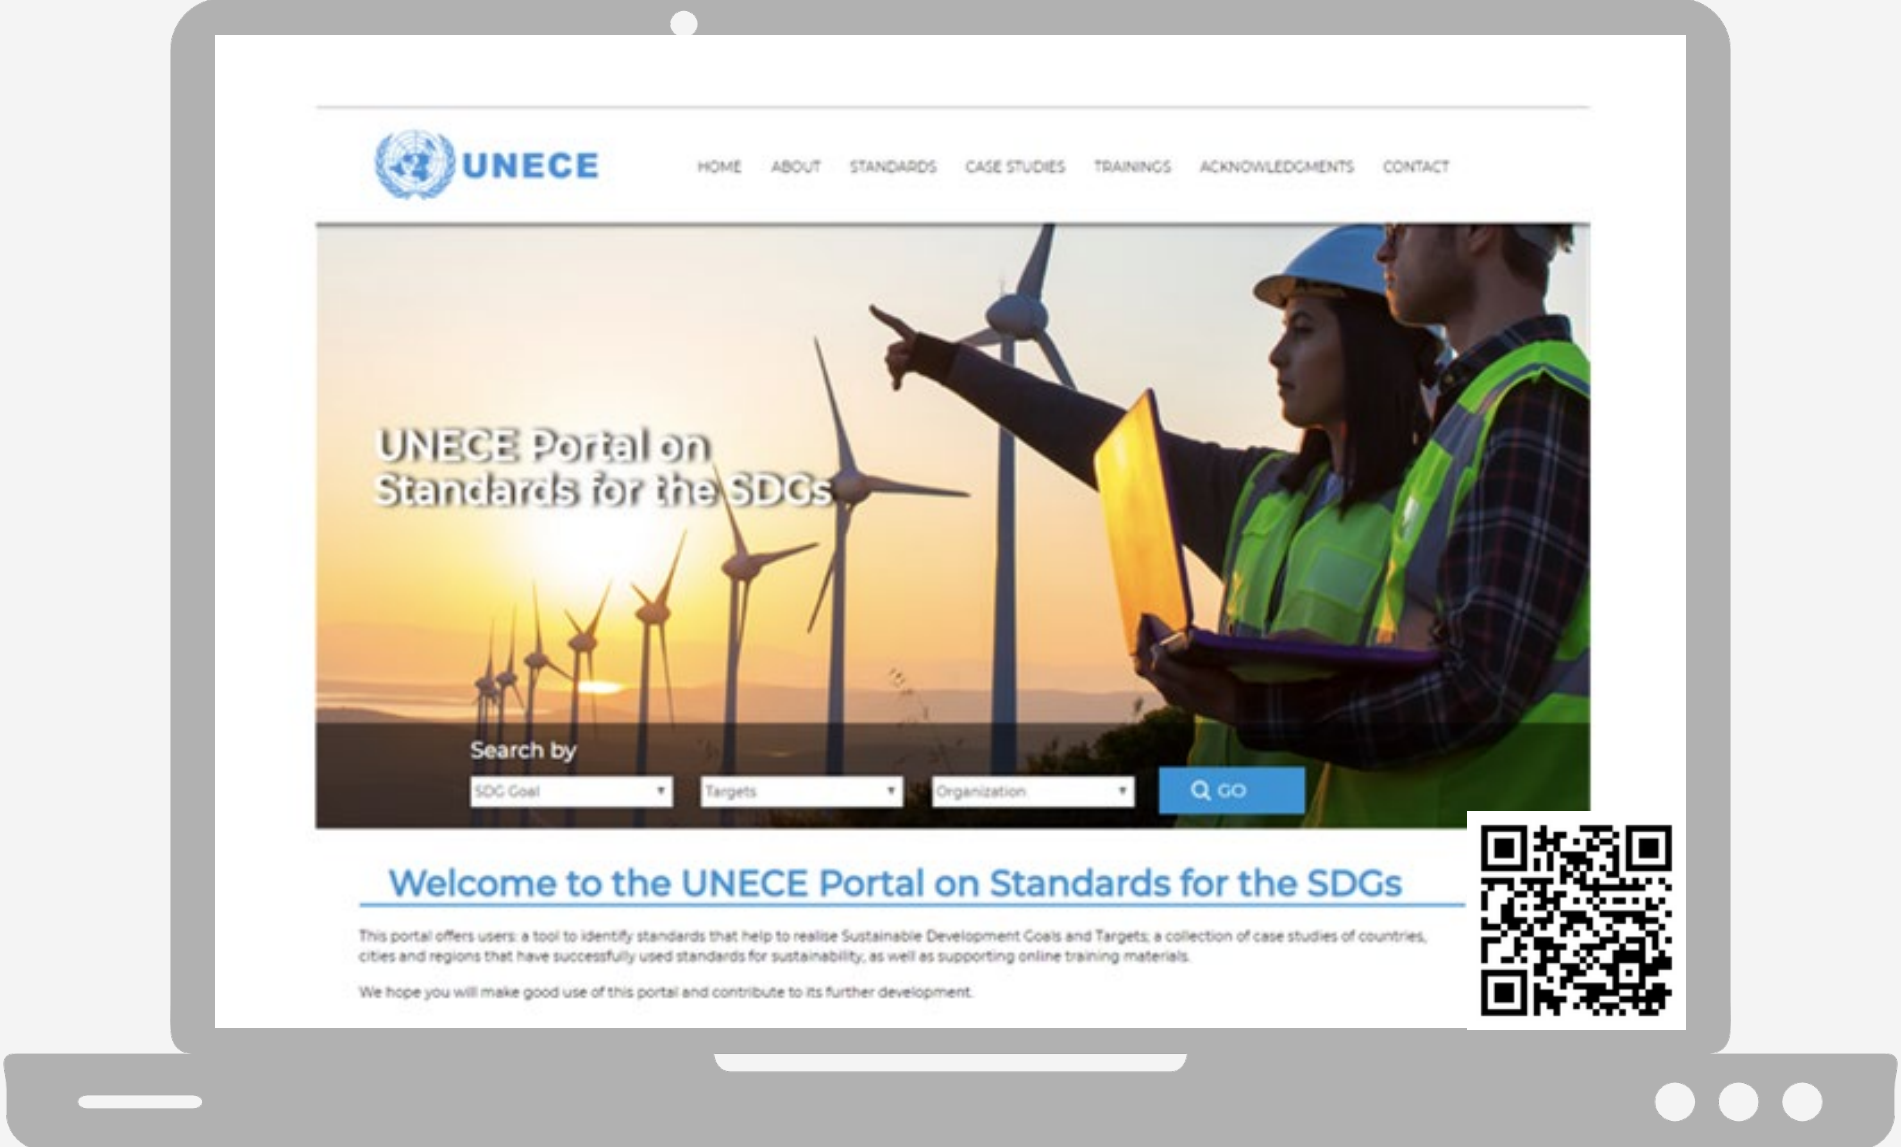 UNECE
HOME ABOUT STANDARDS CASE STUDIES TRAININGS ACKNOWLEDGMENTS CONTACT
UNECE Portal on
Standards for the SDGs
Search by
SDG Goal
Targets
Organization
GO
Welcome to the UNECE Portal on Standards for the SDGs
This portal offers users: a tool to identify standards that help to realise Sustainable Development Goals and Targets; a collection of case studies of countries,
cities and regions that have successfully used standards for sustainability, as well as supporting online training materials.
We hope you will make good use of this portal and contribute to its further development.